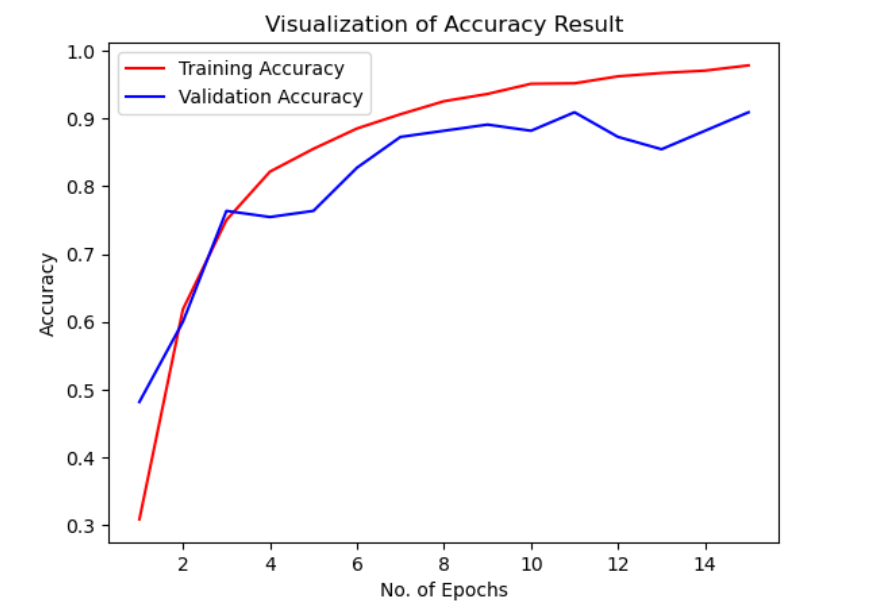 Visualization of Accuracy Result
1.0
0.9
0.8
0.7
0.6
0.5
0.4
0.3
Accuracy
Training Accuracy
Validation Accuracy
2 4 6 8 10 12 14
No. of Epochs